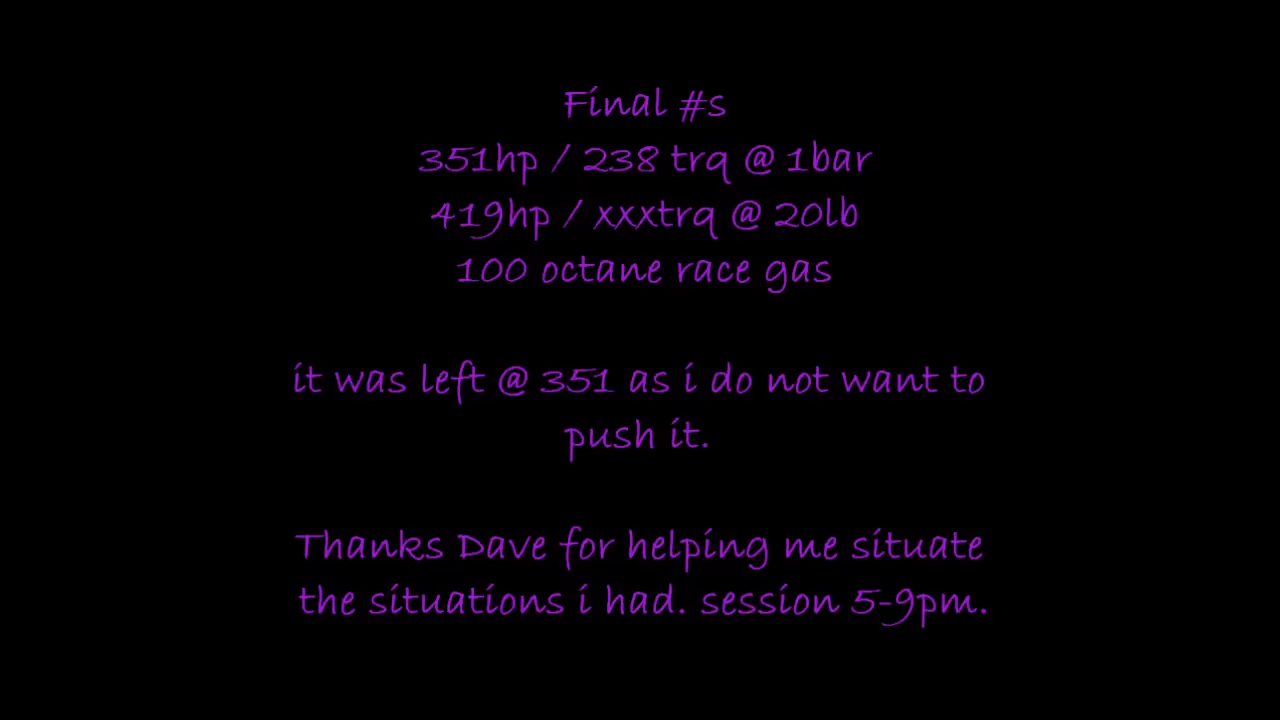 Final #s
351hp / 238 trq @ 1bar
419hp / xxxtrq @ 20lb
100 octane race gas
it was left @ 351 as i do not want to
push it.
Thanks Dave for helping me situate
the situations i had. session 5-9pm.